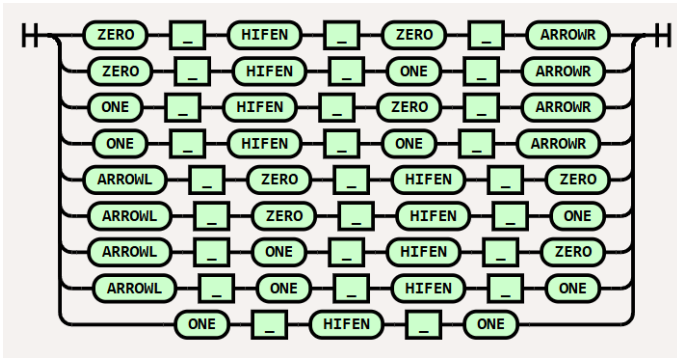 ZERO _ HIFEN _ ZERO _ ARROWR
ZERO _ HIFEN _ ONE _ ARROWR
ONE _ HIFEN _ ZERO _ ARROWR
ONE _ HIFEN _ ONE _ ARROWR
ARROWL _ ZERO _ HIFEN _ ZERO
ARROWL _ ZERO _ HIFEN _ ONE
ARROWL _ ONE _ HIFEN _ ZERO
ARROWL _ ONE _ HIFEN _ ONE
ONE _ HIFEN _ ONE